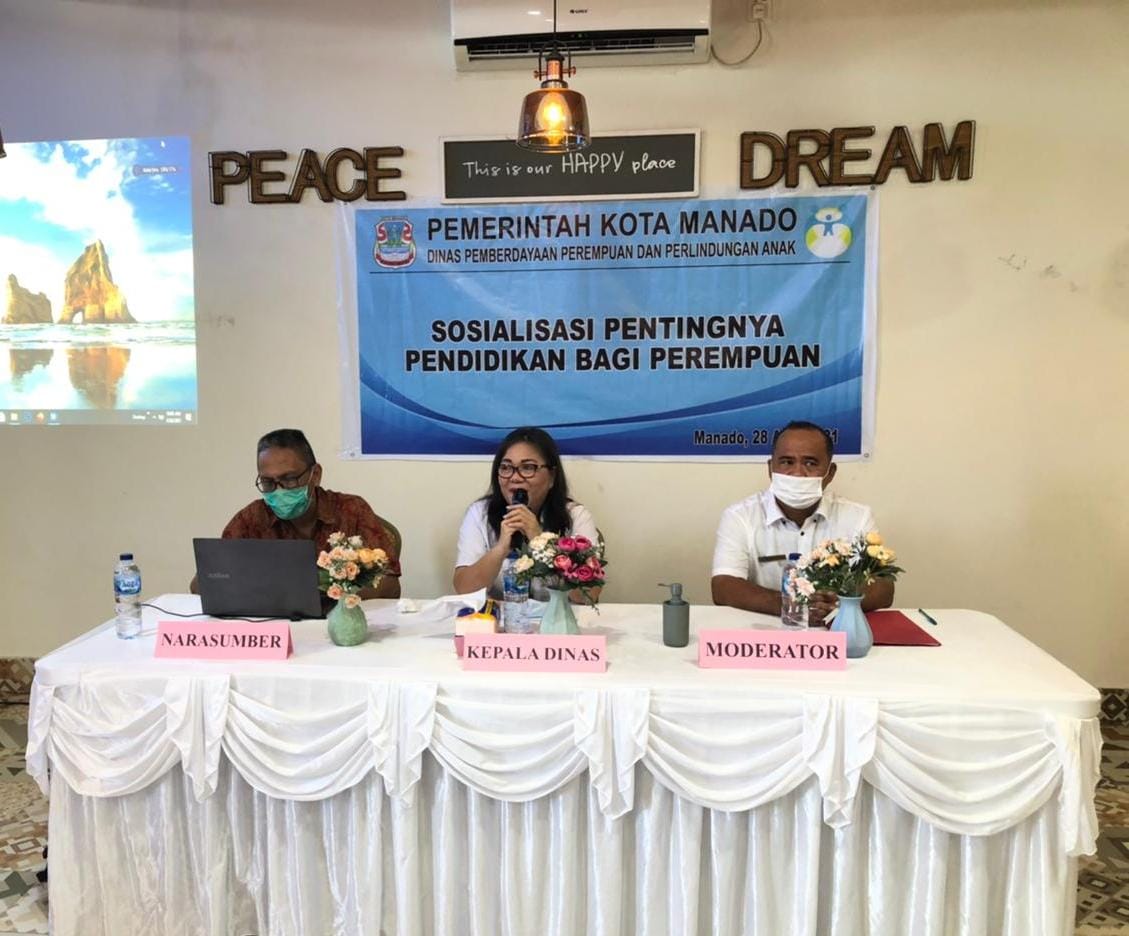 PEACE
This is our HAPPY place
DREAM
PEMERINTAH KOTA MANADO
DINAS PEMBERDAYAAN PEREMPUAN DAN PERLINDUNGAN ANAK
SOSIALISASI PENTINGNYA
PENDIDIKAN BAGI PEREMPUAN
Manado, 28
NARASUMBER
KEPALA DINAS
MODERATOR